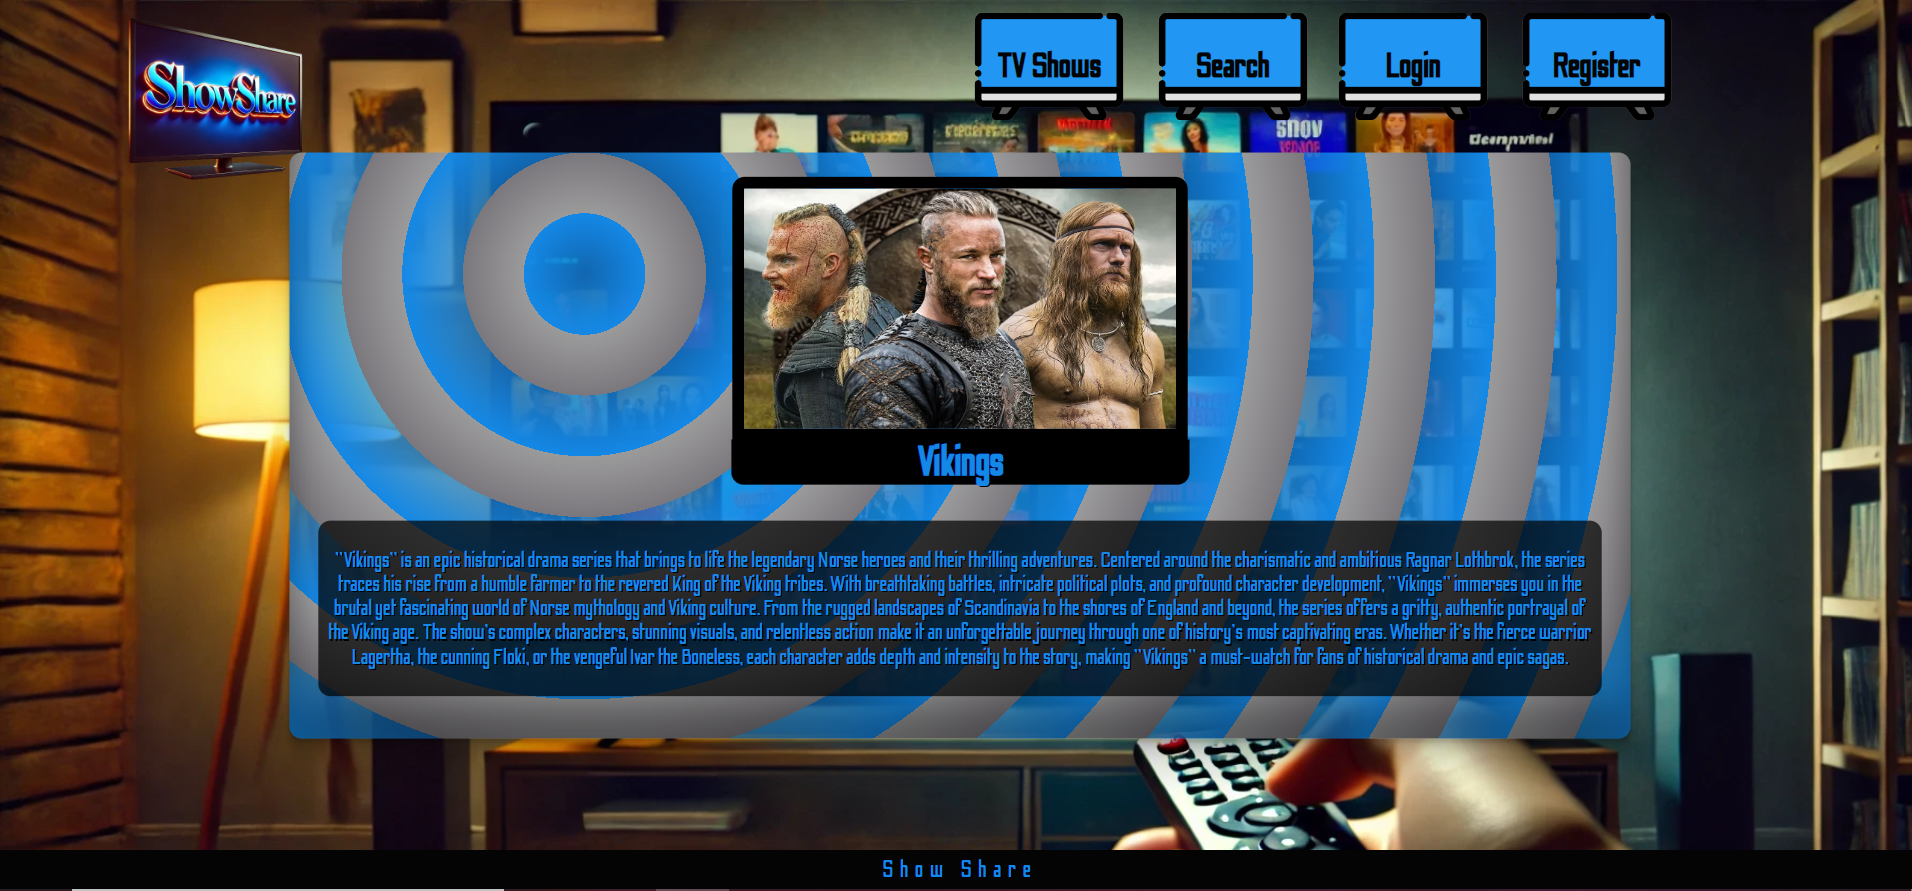 ShowShare
TV Shows
Search
Login
Register
snov
Vikings
"Vikings" is an epic historical drama series that brings to life the legendary Norse heroes and their thrilling adventures. Centered around the charismatic and ambitious Ragnar Lothbrok, the series
traces his rise from a humble farmer to the revered King of the Viking tribes. With breathtaking battles, intricate political plots, and profound character development, "Vikings" immerses you in the
brutal yet fascinating world of Norse mythology and Viking culture. From the rugged landscapes of Scandinavia to the shores of England and beyond, the series offers a gritty, authentic portrayal of
the Viking age. The show's complex characters, stunning visuals, and relentless action make it an unforgettable journey through one of history's most captivating eras. Whether it's the fierce warrior
Lagertha, the cunning Floki, or the vengeful Ivar the Boneless, each character adds depth and intensity to the story, making "Vikings" a must-watch for fans of historical drama and epic sagas.
Show Share